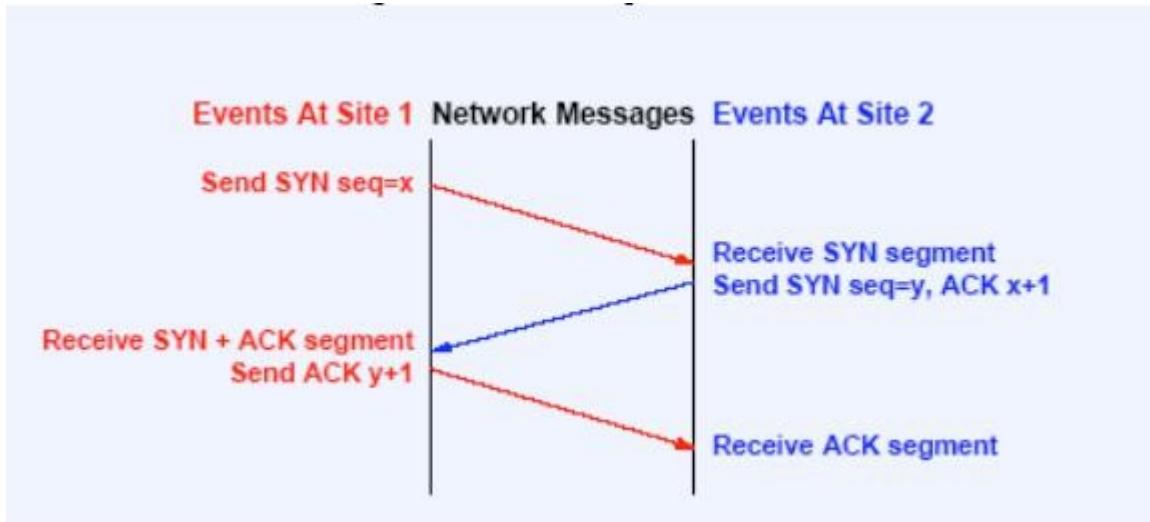 Events At Site 1 Network Messages Events At Site 2
Send SYN seq=x
Receive SYN segment
Send SYN seq=y, ACK x+1
Receive SYN + ACK segment
Send ACK y+1
Receive ACK segment